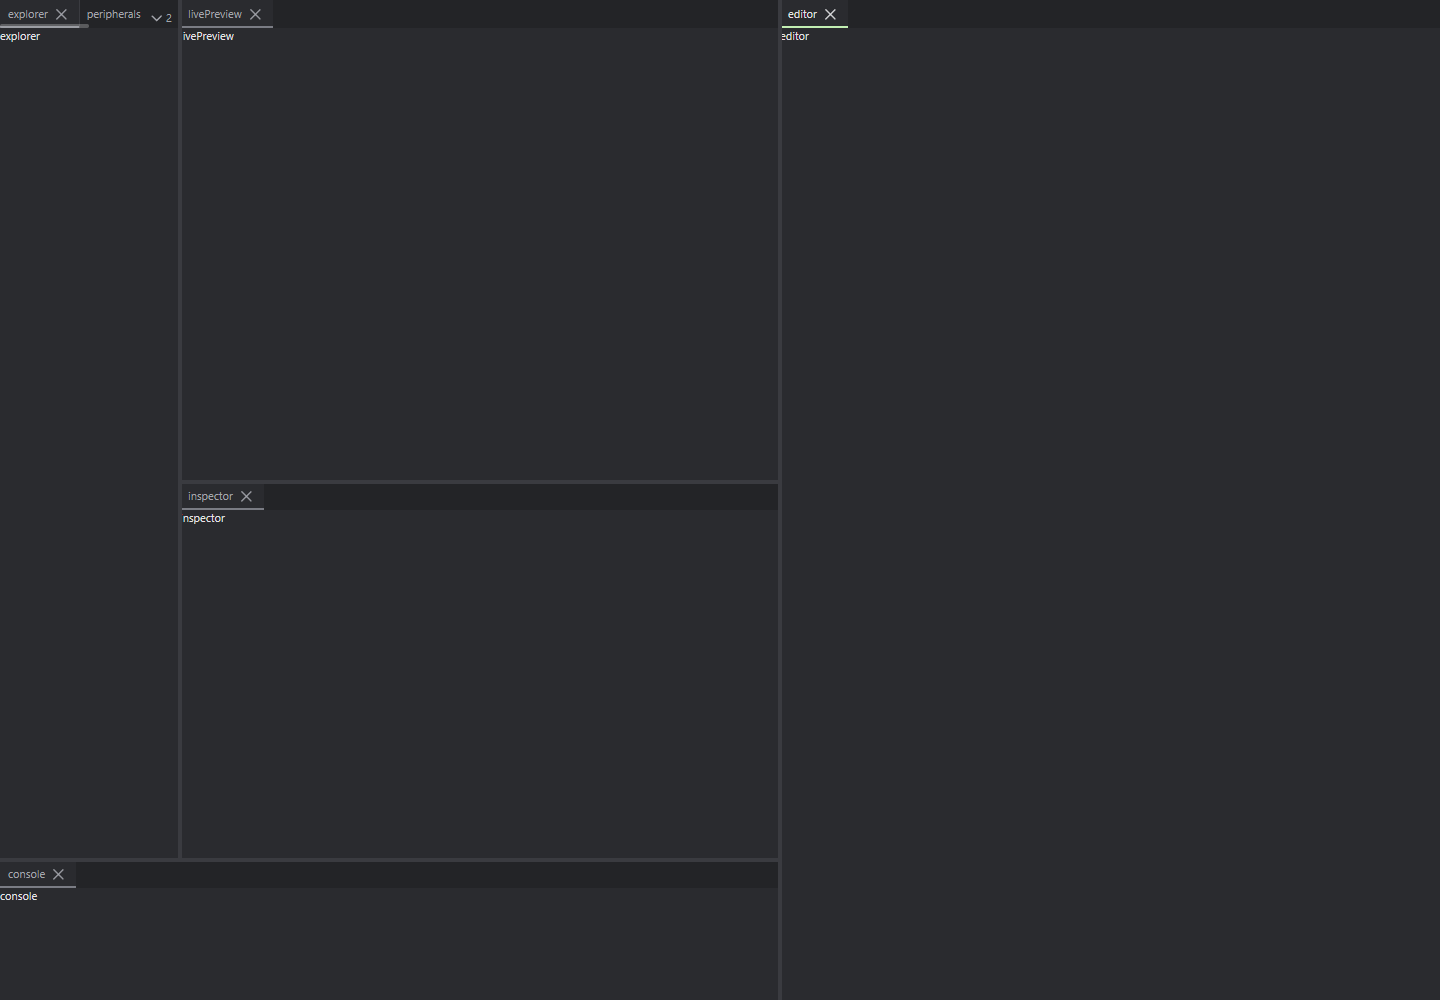 explorer
peripherals
2
explorer
livePreview
ivePreview
inspector
nspector
console
console
editor
editor